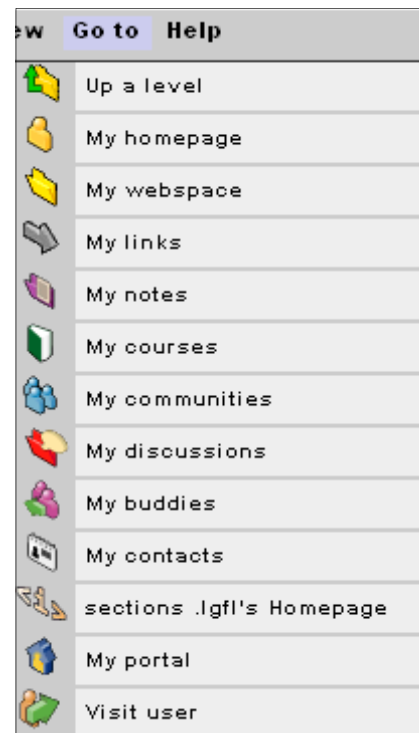 ew Go to Help
Up a level
My homepage
My webspace
My links
My notes
My courses
My communities
My discussions
My buddies
My contacts
sections .lgfl's Homepage
My portal
Visit user